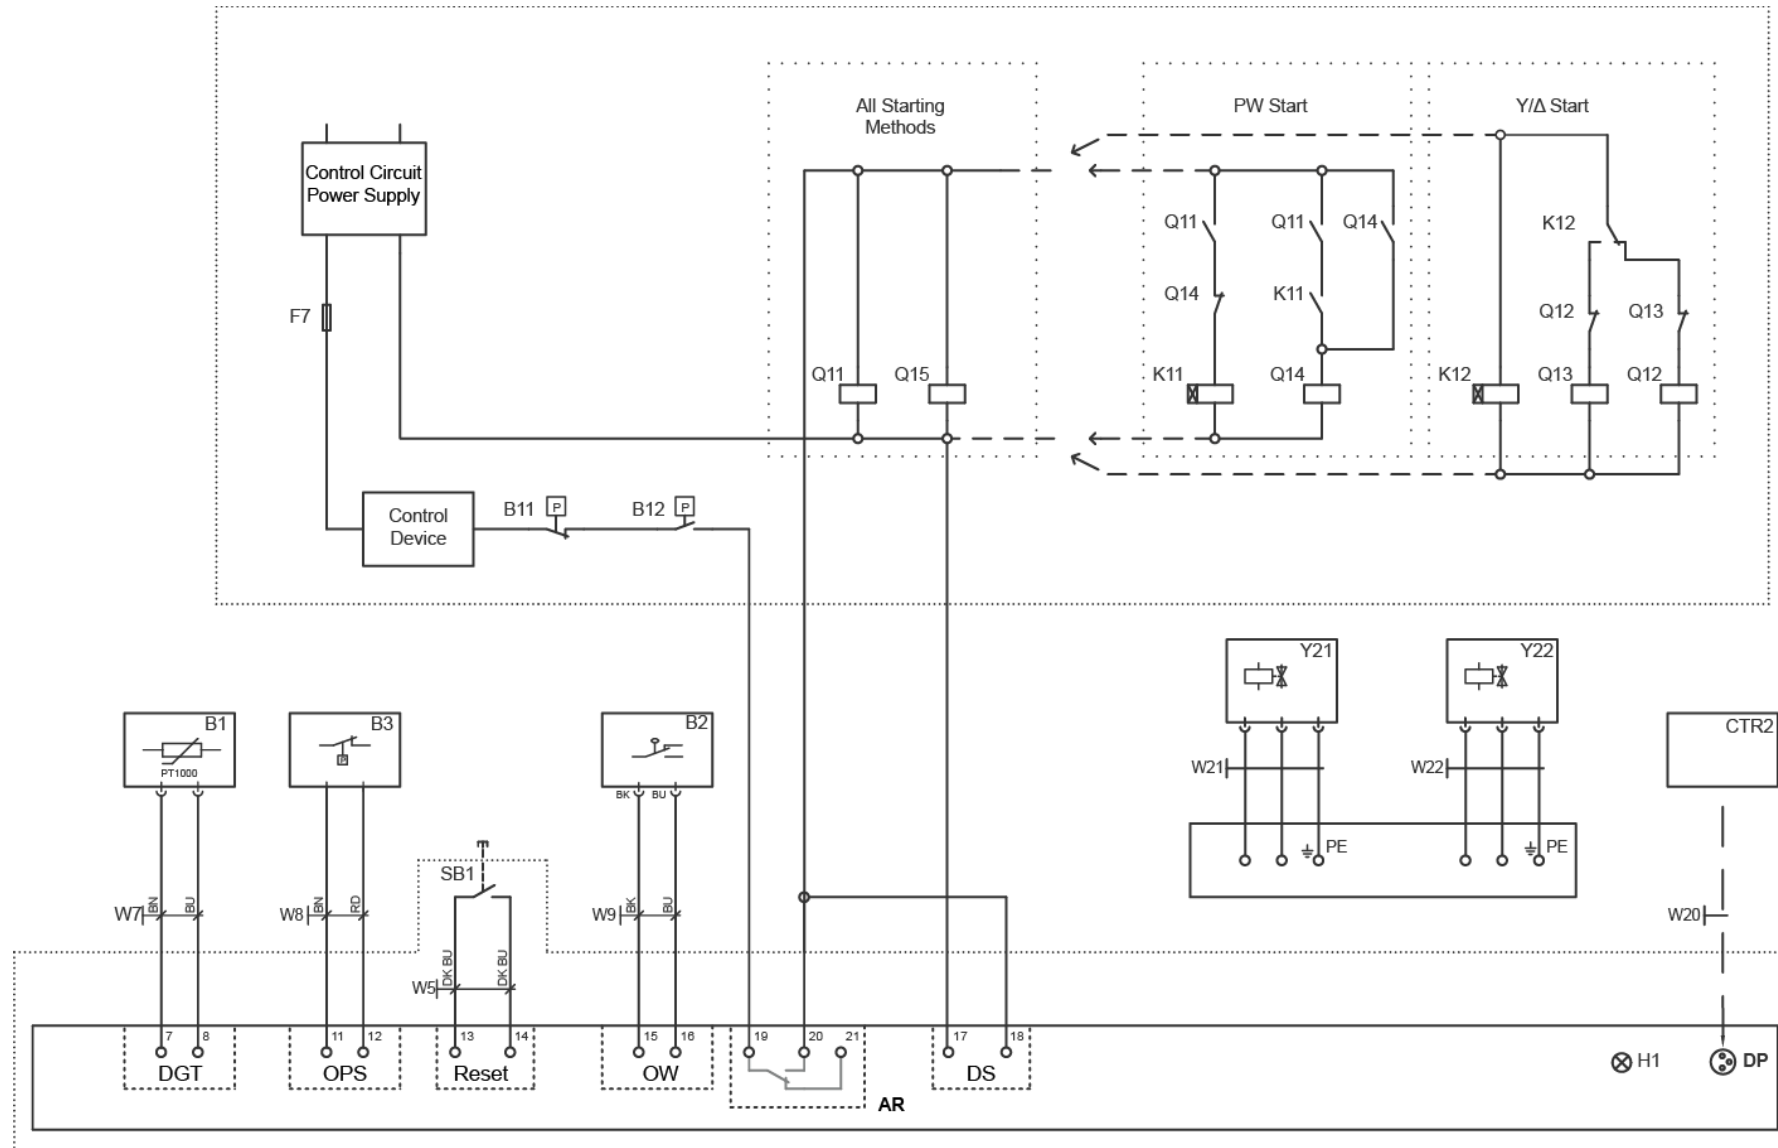 All Starting
Methods
PW Start
Y/Δ Start
Control Circuit
Power Supply
Q11
Q11
Q14
K12
Q14
K11
F7
Q12
Q13
Q11
Q15
K11
Q14
K12
Q13
Q12
Control
Device
B11
P
B12
P
Y21
Y22
B1
PT1000
B3
P
B2
CTR2
W21
W22
BK
BU
PE
PE
SB1
W7
BN
BU
W8
BN
RD
W9
BK
BU
W20
W5
DK BU
DK BU
7
8
11
12
13
14
15
16
19
20
21
17
18
DGT
OPS
Reset
OW
AR
DS
H1
DP